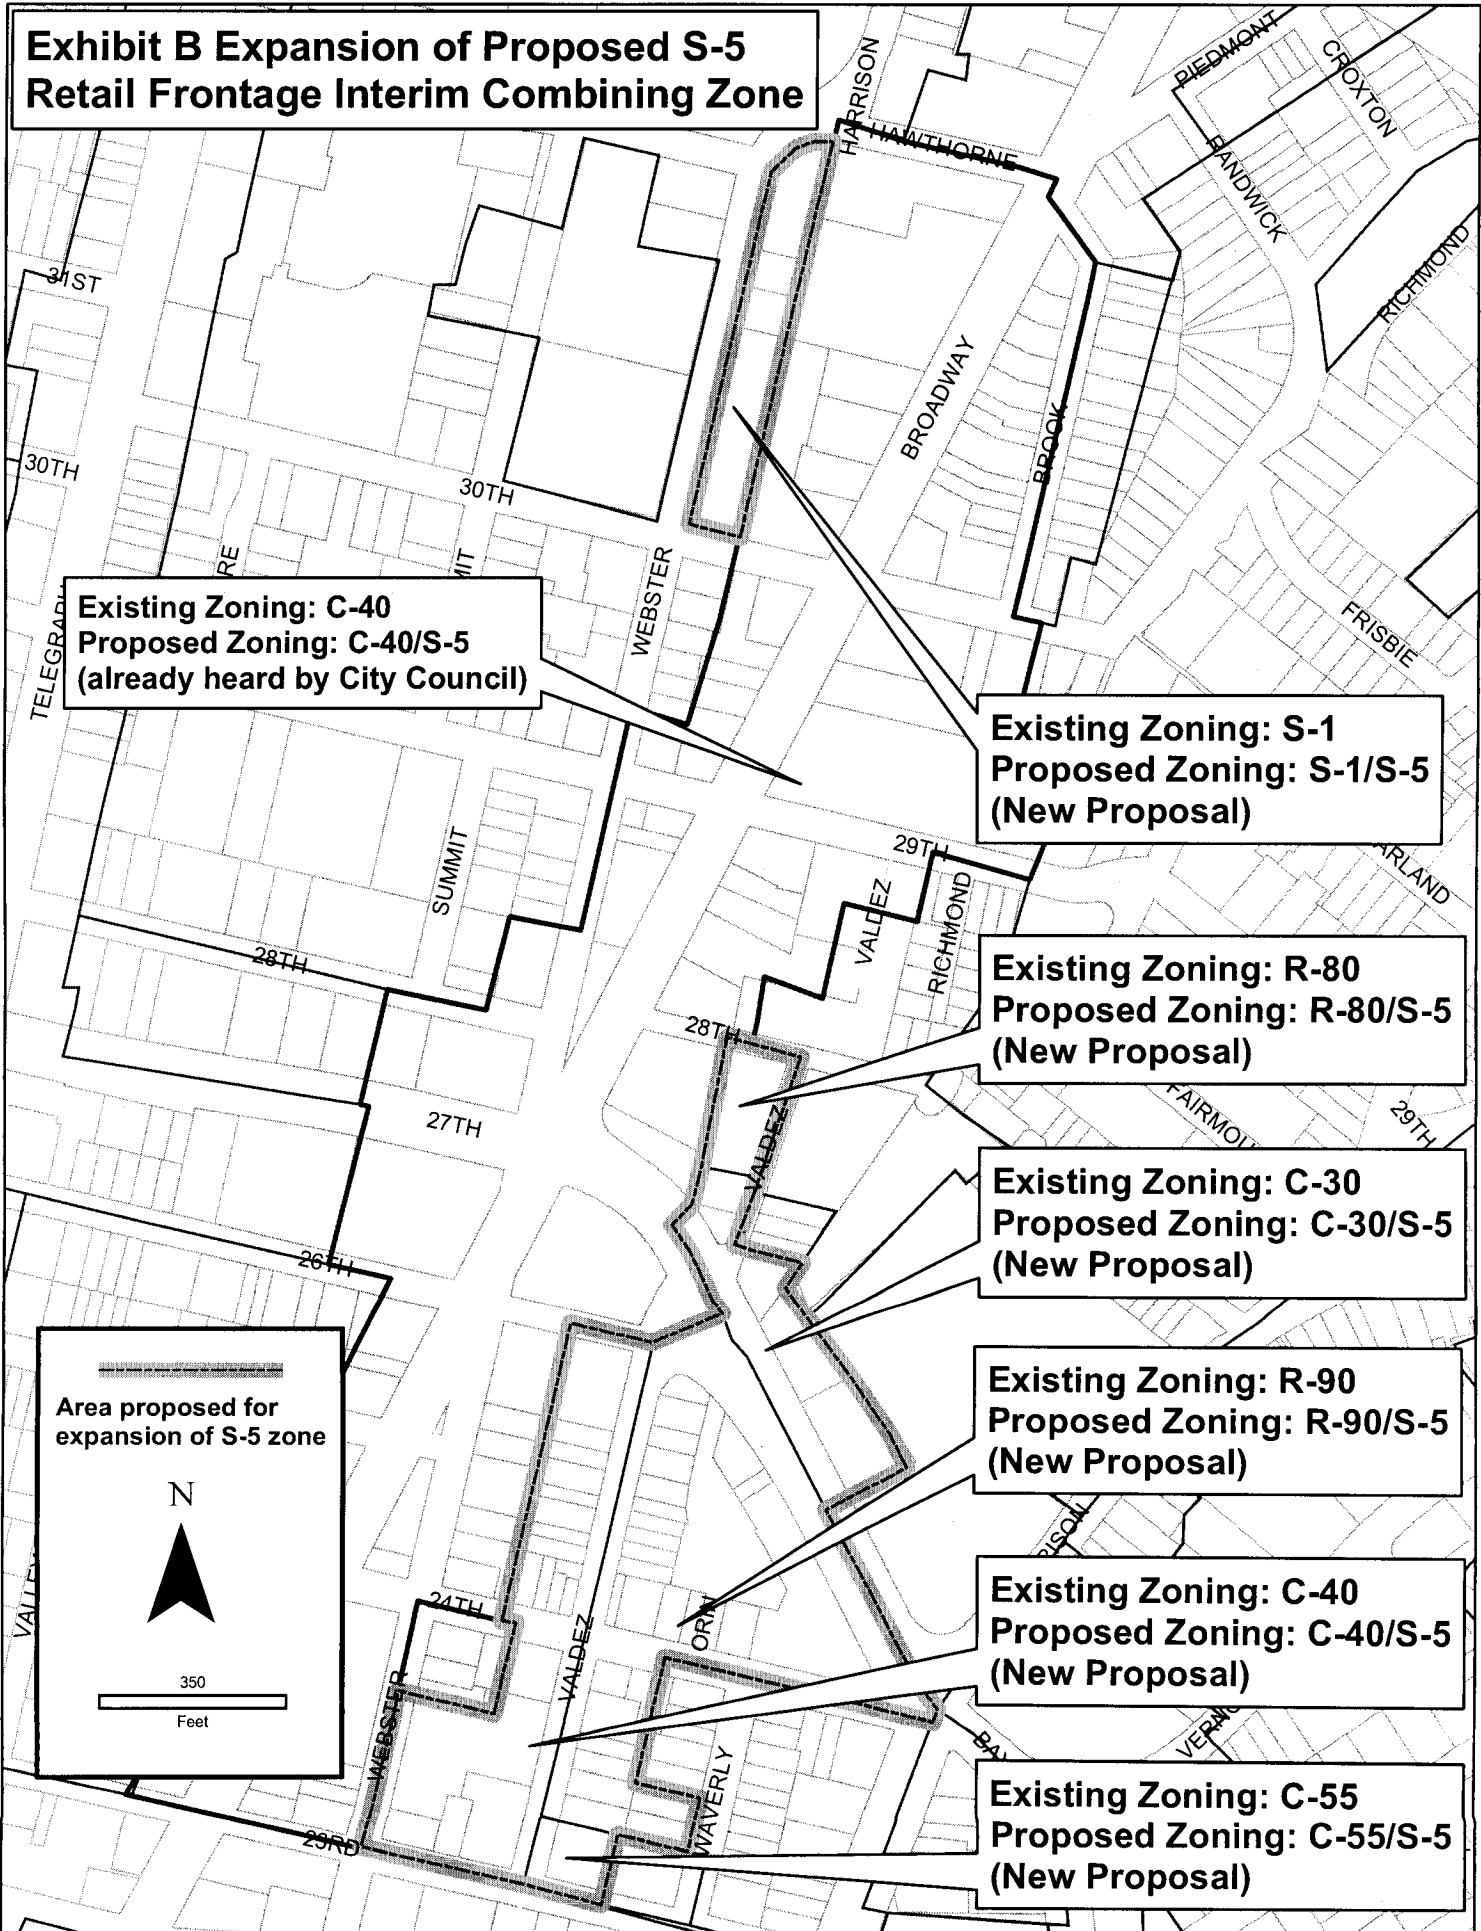 Exhibit B Expansion of Proposed S-5
Retail Frontage Interim Combining Zone
HARRISON
HAWTHORNE
PIEDMONT
CROXTON
RANDWICK
RICHMOND
31ST
BROADWAY
BROOK
30TH
30TH
WEBSTER
FRISBIE
TELEGRAPH
Existing Zoning: C-40
Proposed Zoning: C-40/S-5
(already heard by City Council)
Existing Zoning: S-1
Proposed Zoning: S-1/S-5
(New Proposal)
SUMMIT
29TH
VALDEZ
RICHMOND
28TH
28TH
Existing Zoning: R-80
Proposed Zoning: R-80/S-5
(New Proposal)
27TH
VALDEZ
29TH
Existing Zoning: C-30
Proposed Zoning: C-30/S-5
(New Proposal)
26TH
Area proposed for
expansion of S-5 zone
N
350
Feet
Existing Zoning: R-90
Proposed Zoning: R-90/S-5
(New Proposal)
24TH
VALDEZ
WEBSTER
Existing Zoning: C-40
Proposed Zoning: C-40/S-5
(New Proposal)
WAVERLY
23RD
Existing Zoning: C-55
Proposed Zoning: C-55/S-5
(New Proposal)